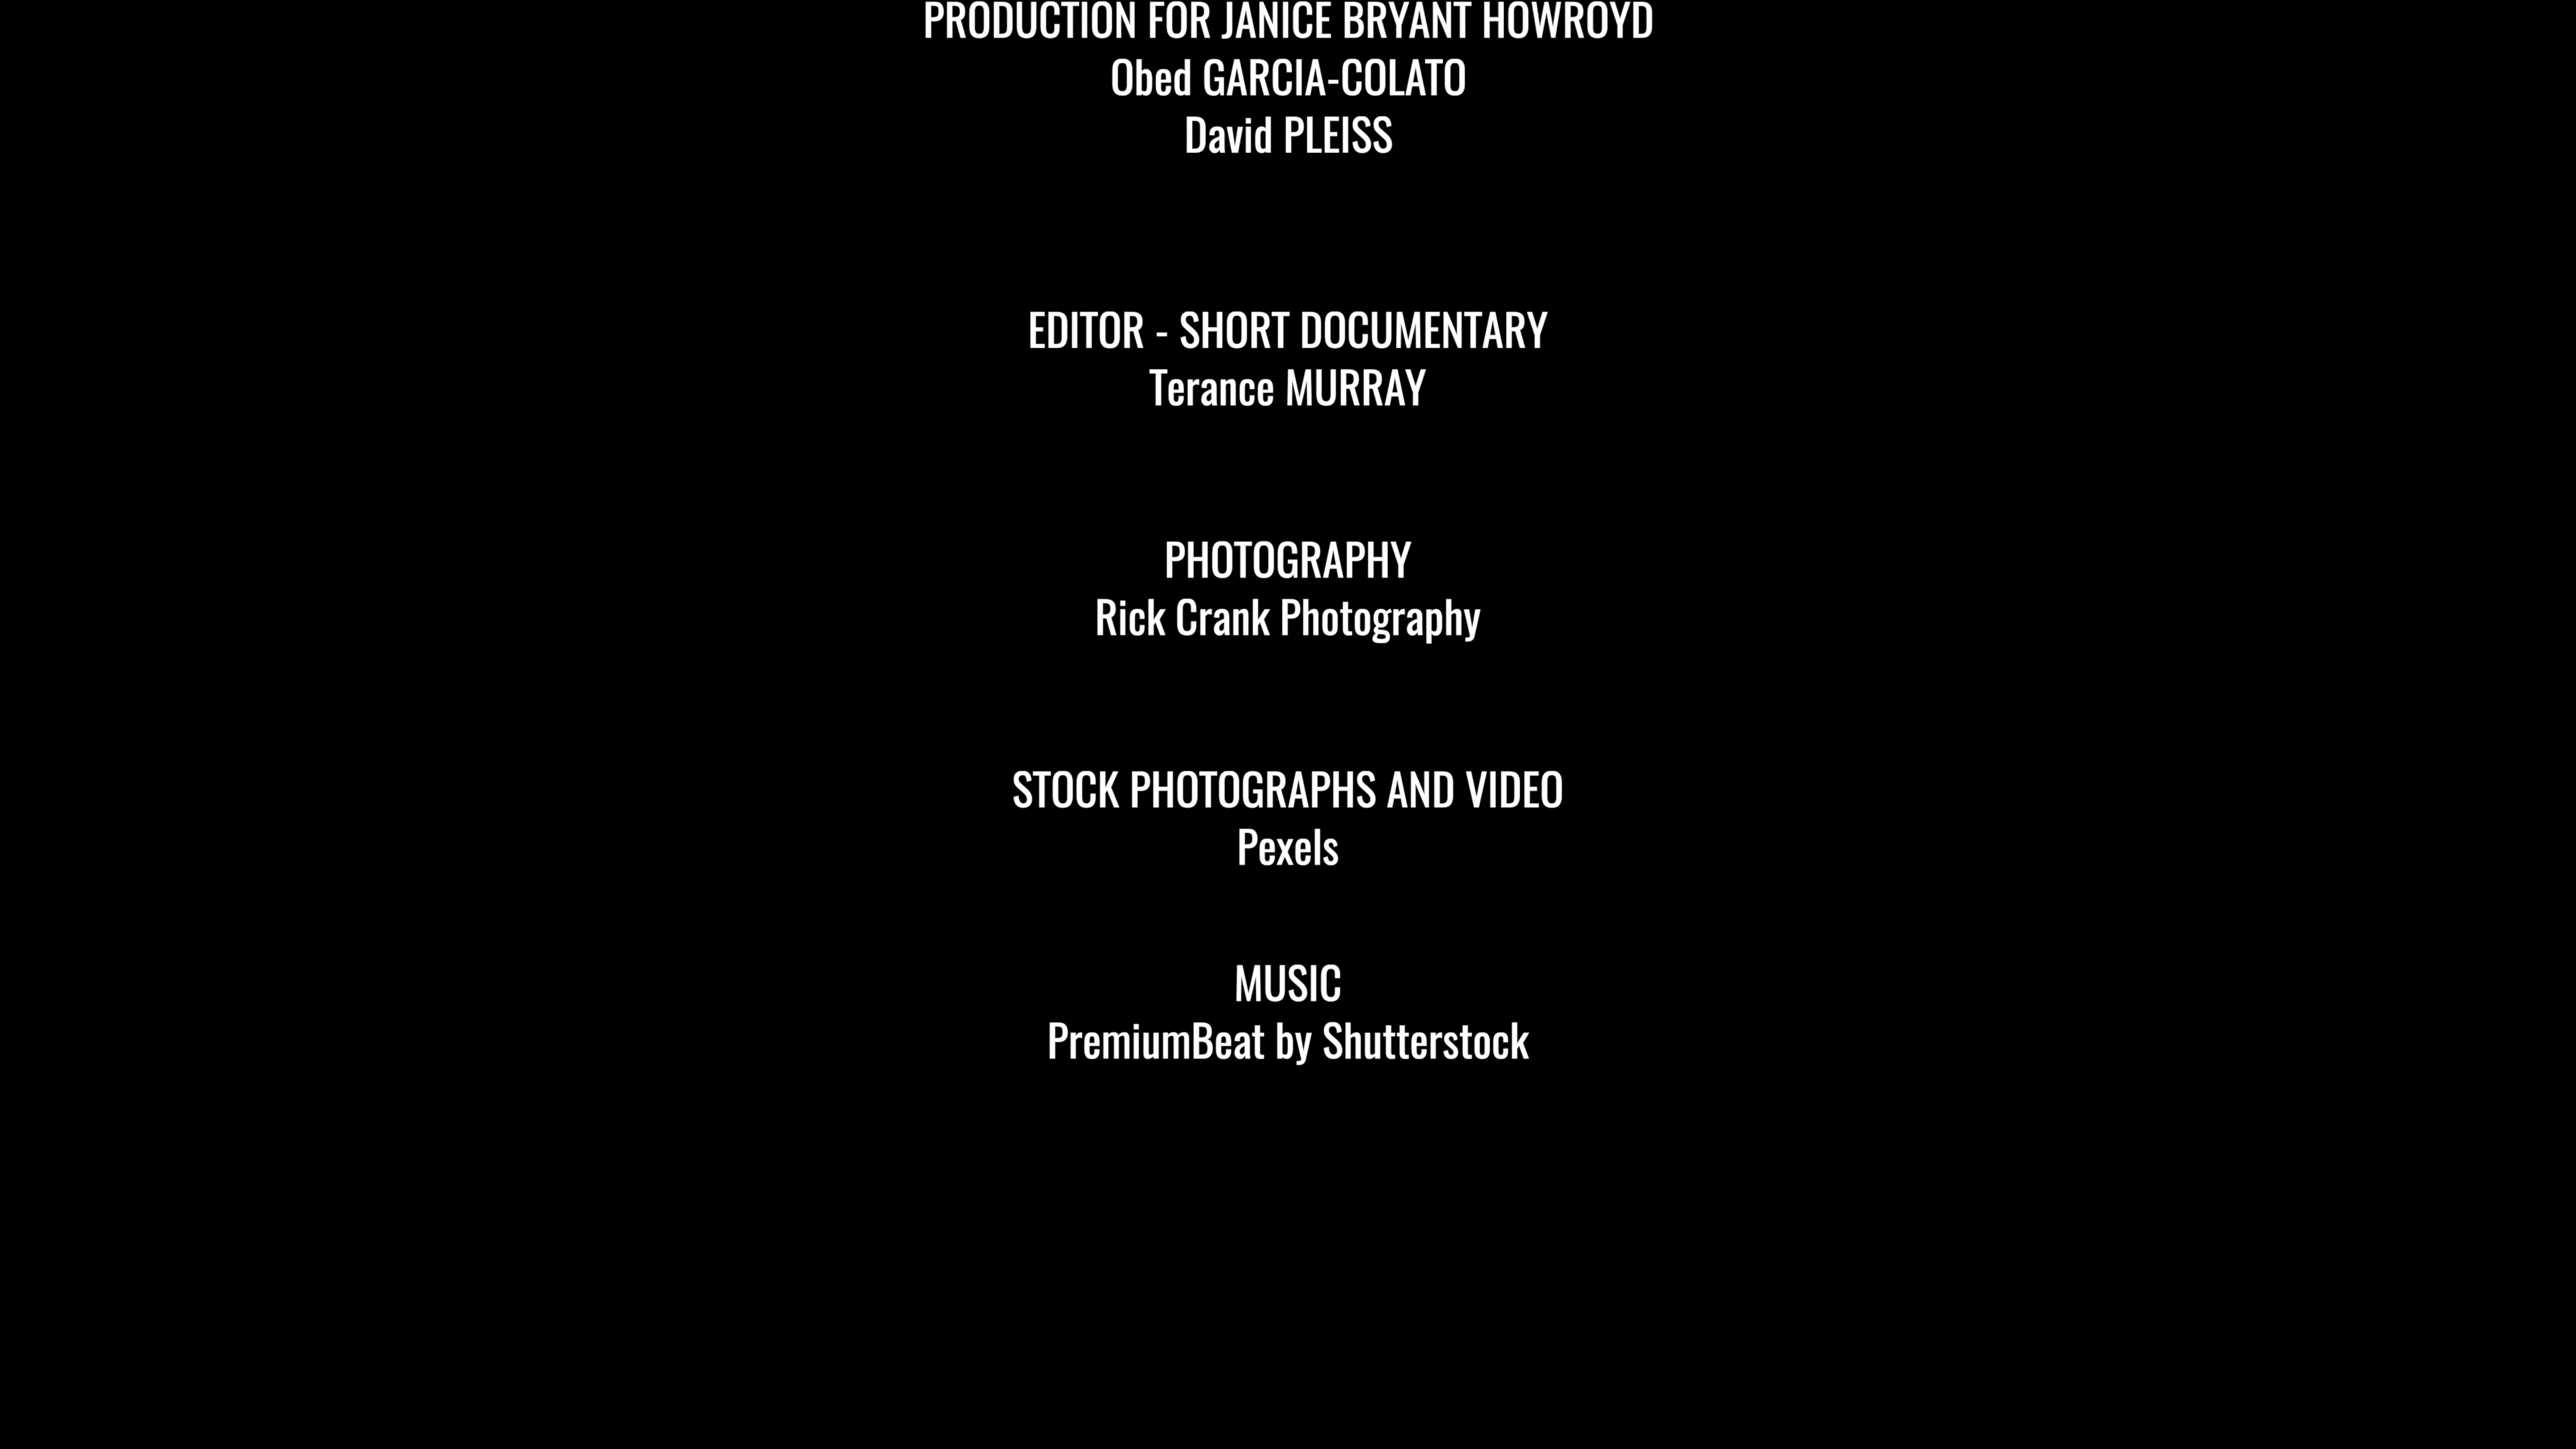 PRODUCTION FOR JANICE BRYANT HOWROYD
Obed GARCIA-COLATO
David PLEISS
EDITOR - SHORT DOCUMENTARY
Terance MURRAY
PHOTOGRAPHY
Rick Crank Photography
STOCK PHOTOGRAPHS AND VIDEO
Pexels
MUSIC
PremiumBeat by Shutterstock